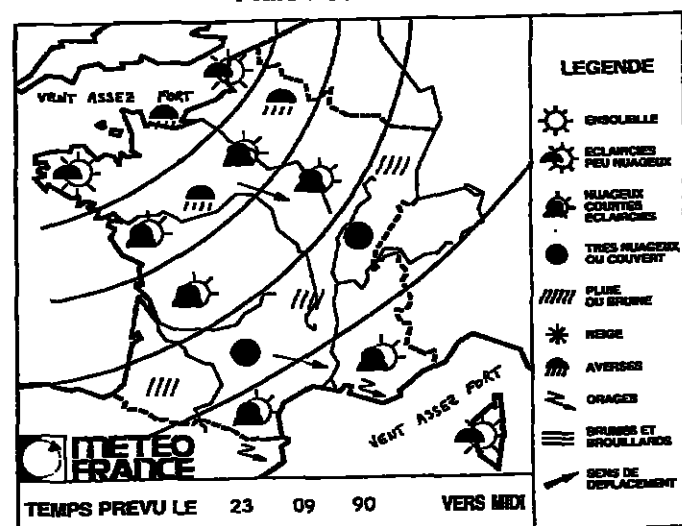 VENT ASSEZ FORT
VENT ASSEZ FORT
METEO
FRANCE
TEMPS PREVU LE 23 09 90 VERS MIDI
LEGENDE
ENSOLEILLE
ECLAIRCIES
PEU NUAGEUX
NUAGEUX
COURTES
ECLAIRCIES
TRES NUAGEUX
OU COUVERT
PLUIE
OU BRUINE
NEIGE
AVERSES
ORAGES
BRUMES ET
BROUILLARDS
SENS DE
DEPLACEMENT